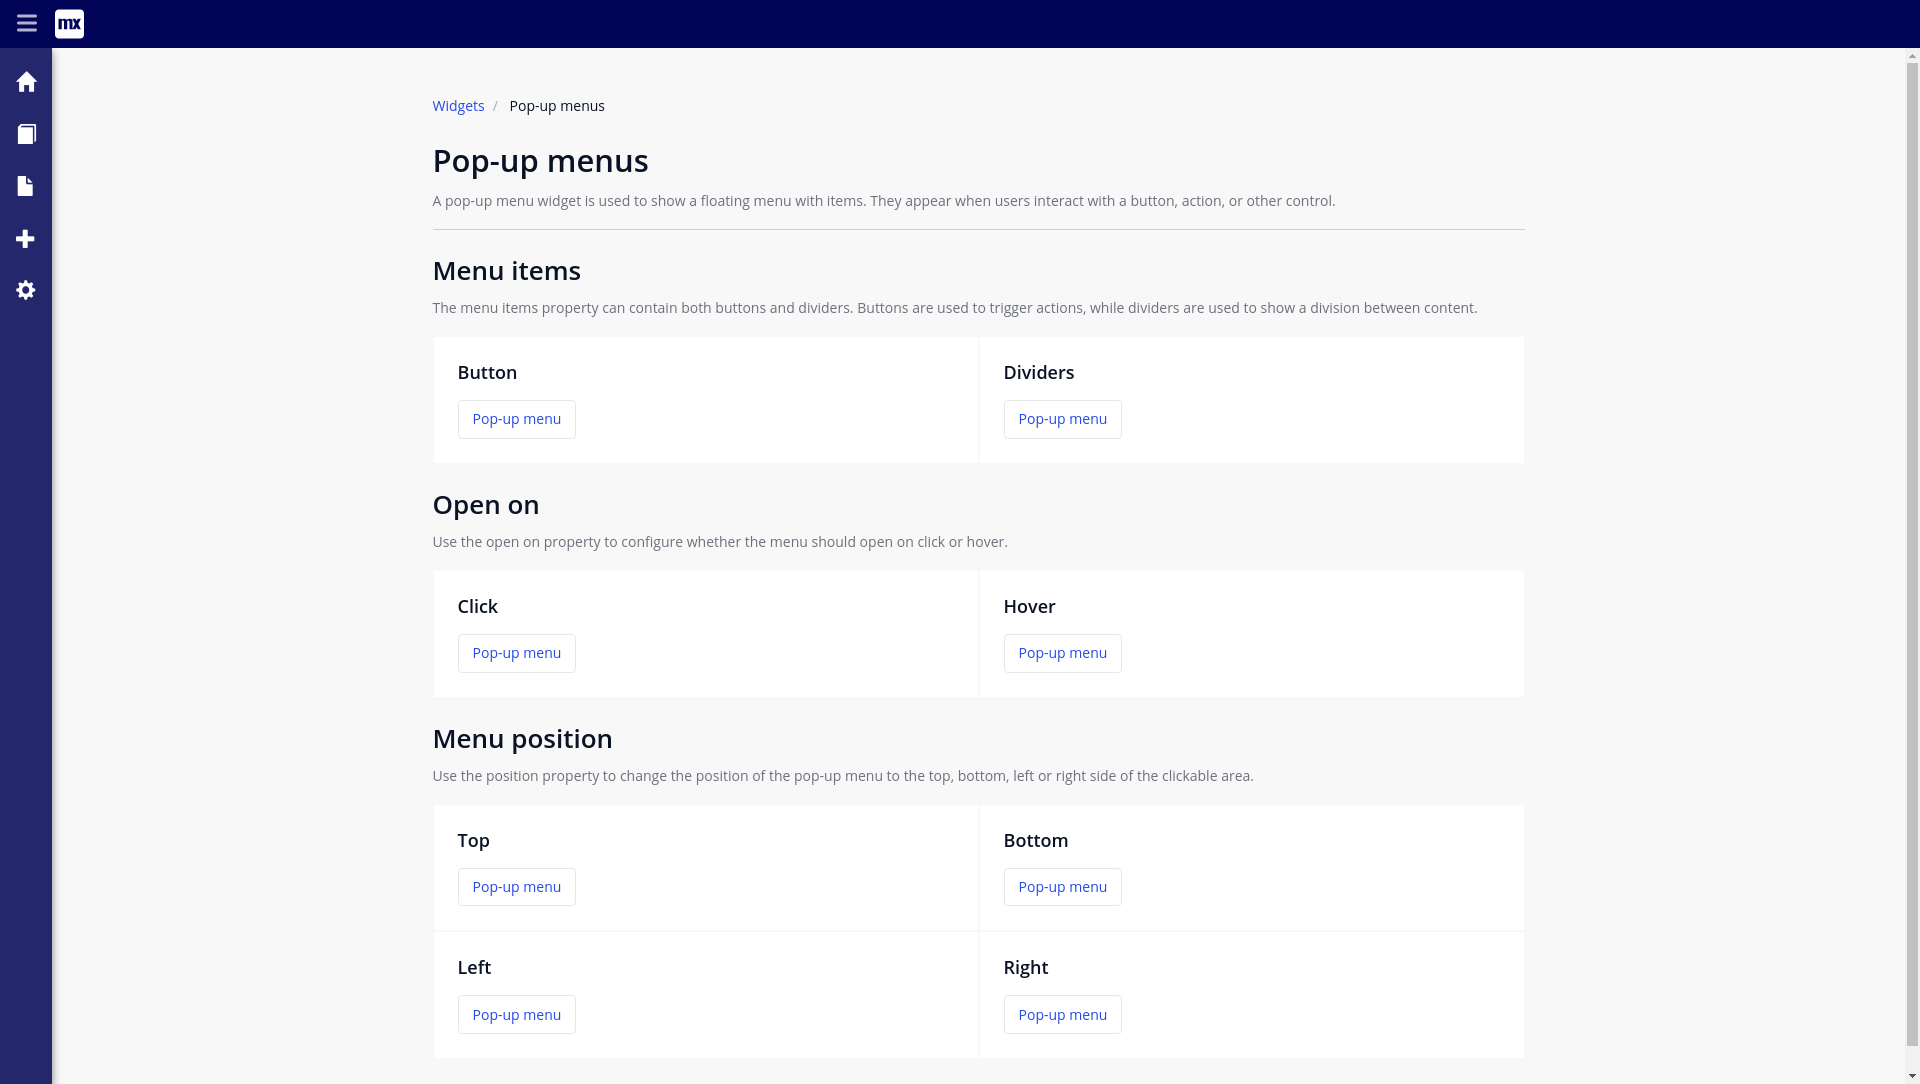 mx
Widgets / Pop-up menus
Pop-up menus
A pop-up menu widget is used to show a floating menu with items. They appear when users interact with a button, action, or other control.
Menu items
The menu items property can contain both buttons and dividers. Buttons are used to trigger actions, while dividers are used to show a division between content.
Button
Pop-up menu
Dividers
Pop-up menu
Open on
Use the open on property to configure whether the menu should open on click or hover.
Click
Pop-up menu
Hover
Pop-up menu
Menu position
Use the position property to change the position of the pop-up menu to the top, bottom, left or right side of the clickable area.
Top
Pop-up menu
Bottom
Pop-up menu
Left
Pop-up menu
Right
Pop-up menu